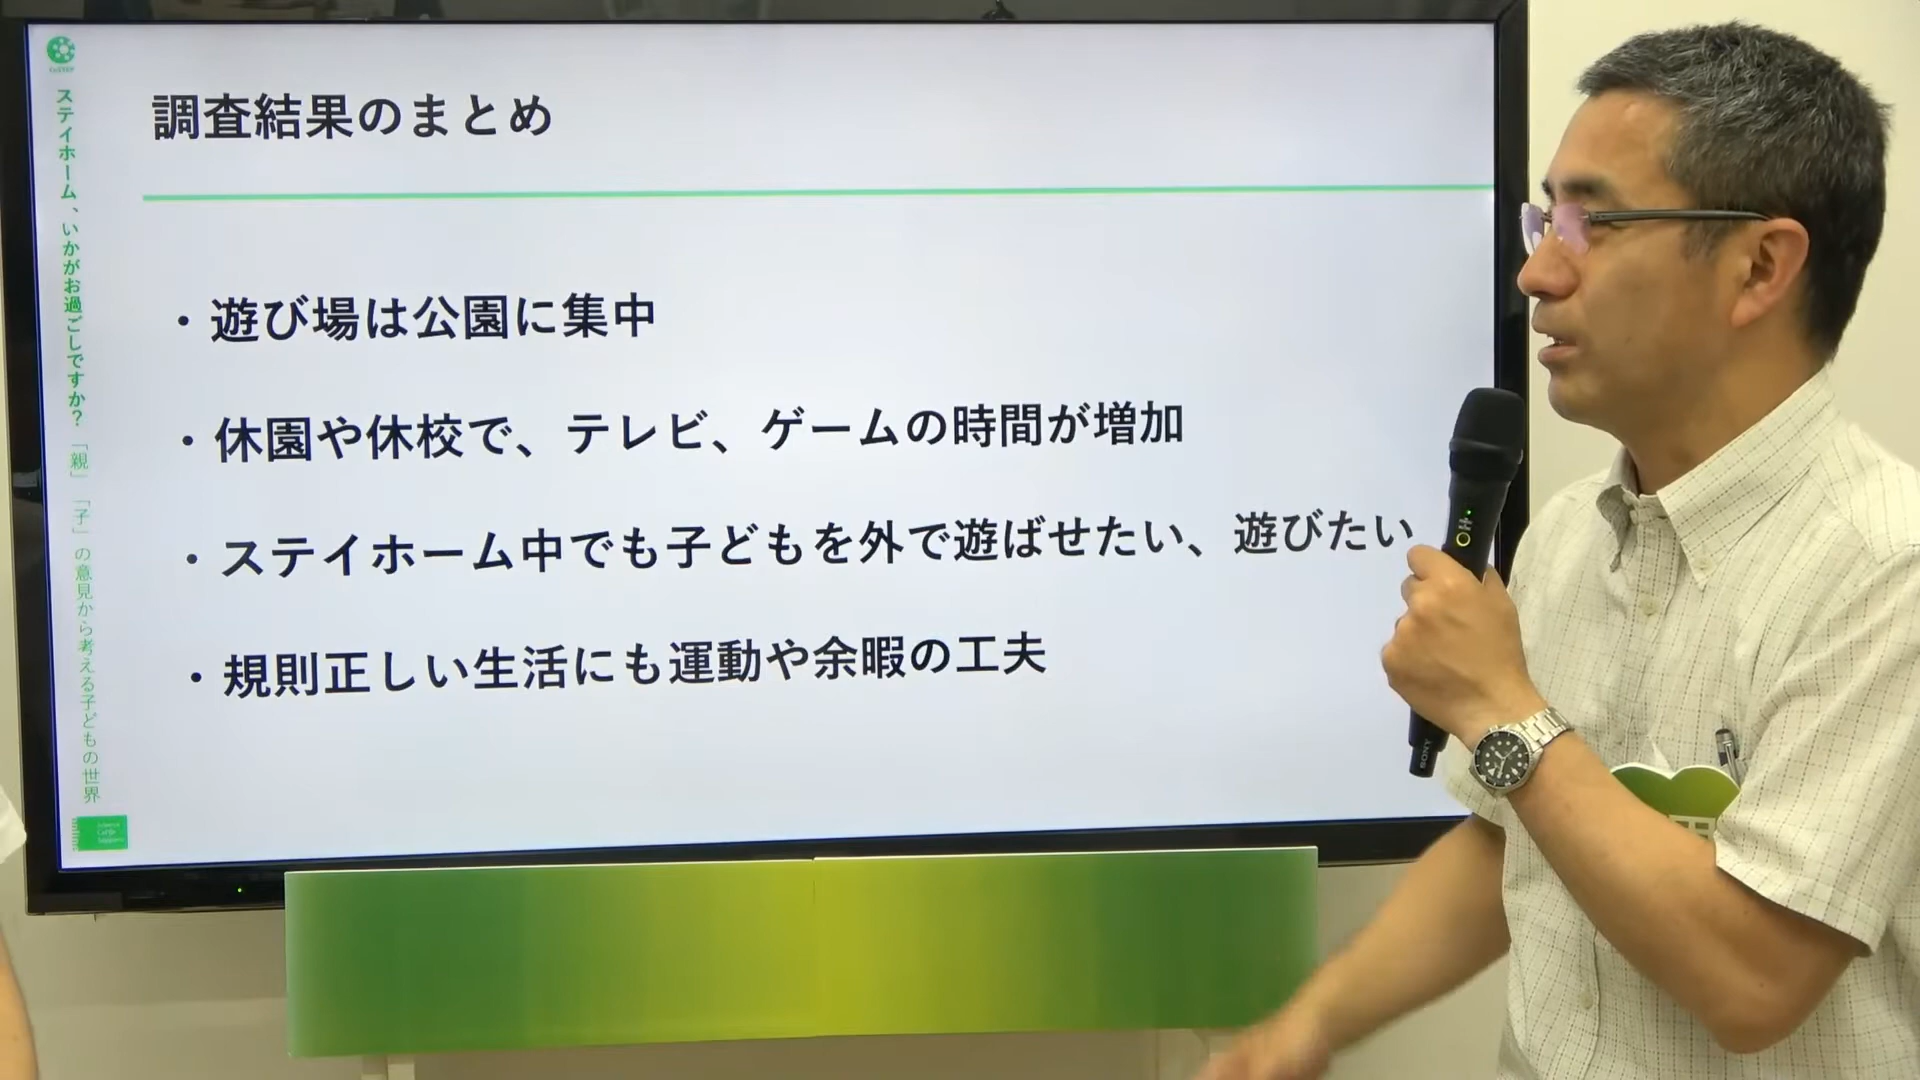 調査結果のまとめ
・遊び場は公園に集中
・休園や休校で、テレビ、ゲームの時間が増加
・ステイホーム中でも子どもを外で遊ばせたい、遊びたい
・規則正しい生活にも運動や余暇の工夫
ステイホーム、いかがお過ごしですか？「親」「子」の意見から考える子どもの世界
SONY